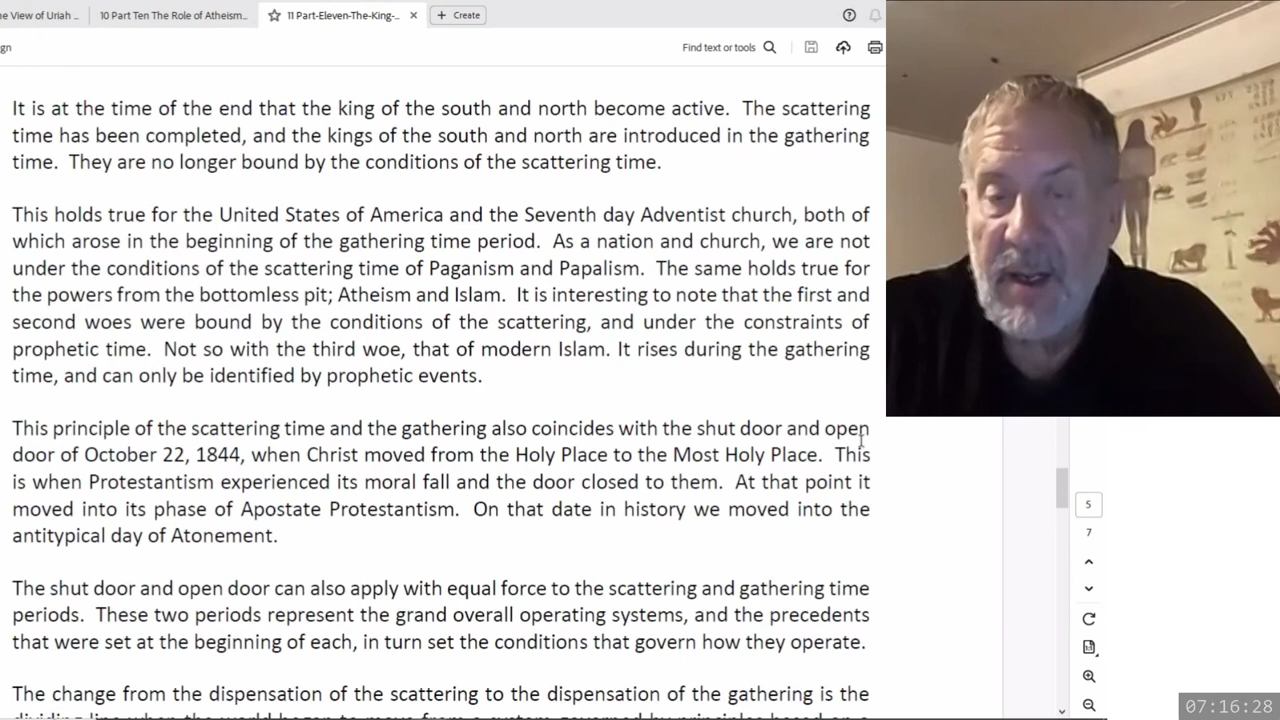 e View of Uriah ...
10 Part Ten The Role of Atheism...
11 Part-Eleven-The-King-...
Create
gn
Find text or tools
It is at the time of the end that the king of the south and north become active. The scattering
time has been completed, and the kings of the south and north are introduced in the gathering
time. They are no longer bound by the conditions of the scattering time.
This holds true for the United States of America and the Seventh day Adventist church, both of
which arose in the beginning of the gathering time period. As a nation and church, we are not
under the conditions of the scattering time of Paganism and Papalism. The same holds true for
the powers from the bottomless pit; Atheism and Islam. It is interesting to note that the first and
second woes were bound by the conditions of the scattering, and under the constraints of
prophetic time. Not so with the third woe, that of modern Islam. It rises during the gathering
time, and can only be identified by prophetic events.
This principle of the scattering time and the gathering also coincides with the shut door and open
door of October 22, 1844, when Christ moved from the Holy Place to the Most Holy Place. This
is when Protestantism experienced its moral fall and the door closed to them. At that point it
moved into its phase of Apostate Protestantism. On that date in history we moved into the
antitypical day of Atonement.
The shut door and open door can also apply with equal force to the scattering and gathering time
periods. These two periods represent the grand overall operating systems, and the precedents
that were set at the beginning of each, in turn set the conditions that govern how they operate.
The change from the dispensation of the scattering to the dispensation of the gathering is the
dividing line when the world began to move from a system governed by principles based on a
5
7
07:16:28